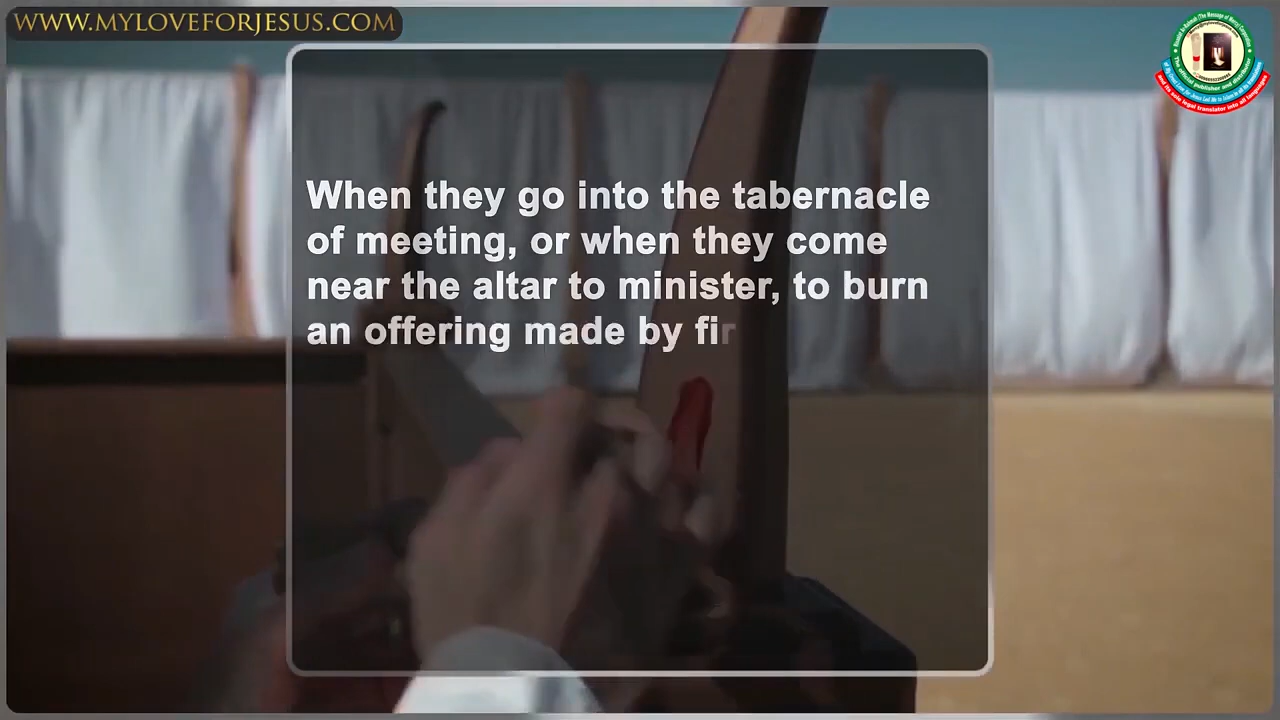 WWW.MYLOVEFORJESUS.COM
When they go into the tabernacle
of meeting, or when they come
near the altar to minister, to burn
an offering made by fir